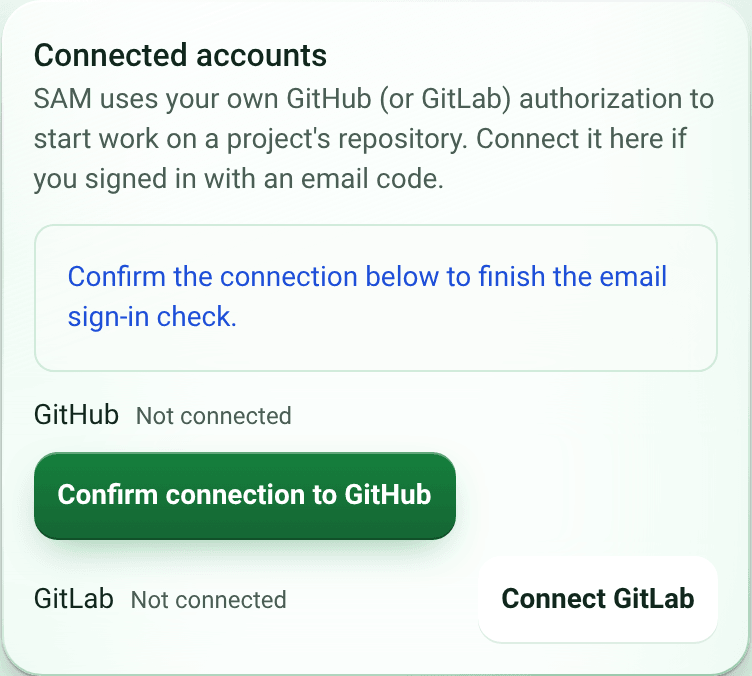 Connected accounts
SAM uses your own GitHub (or GitLab) authorization to
start work on a project's repository. Connect it here if
you signed in with an email code.
Confirm the connection below to finish the email
sign-in check.
GitHub Not connected
Confirm connection to GitHub
GitLab Not connected Connect GitLab